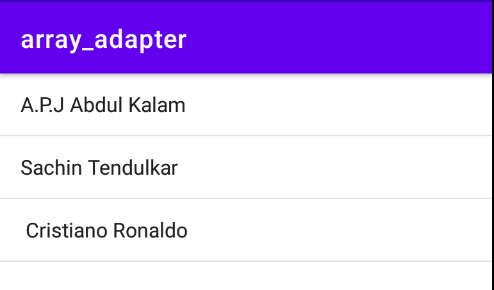 array_adapter
A.P.J Abdul Kalam
Sachin Tendulkar
Cristiano Ronaldo